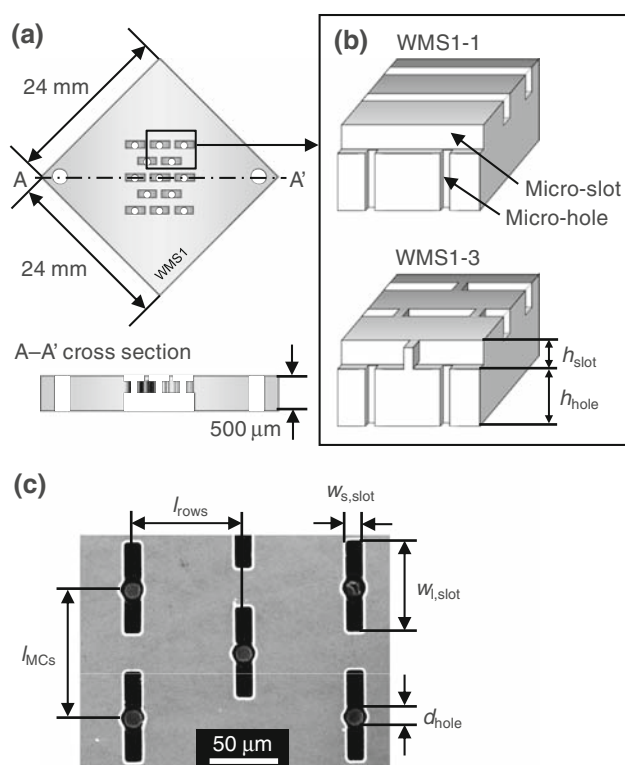 (a)
24 mm
A
A'
24 mm
WMS1
A–A' cross section
500 μm
(b)
WMS1-1
Micro-slot
Micro-hole
WMS1-3
hslot
hhole
(c)
lrows
ws,slot
wl,slot
lMCs
dhole
50 μm